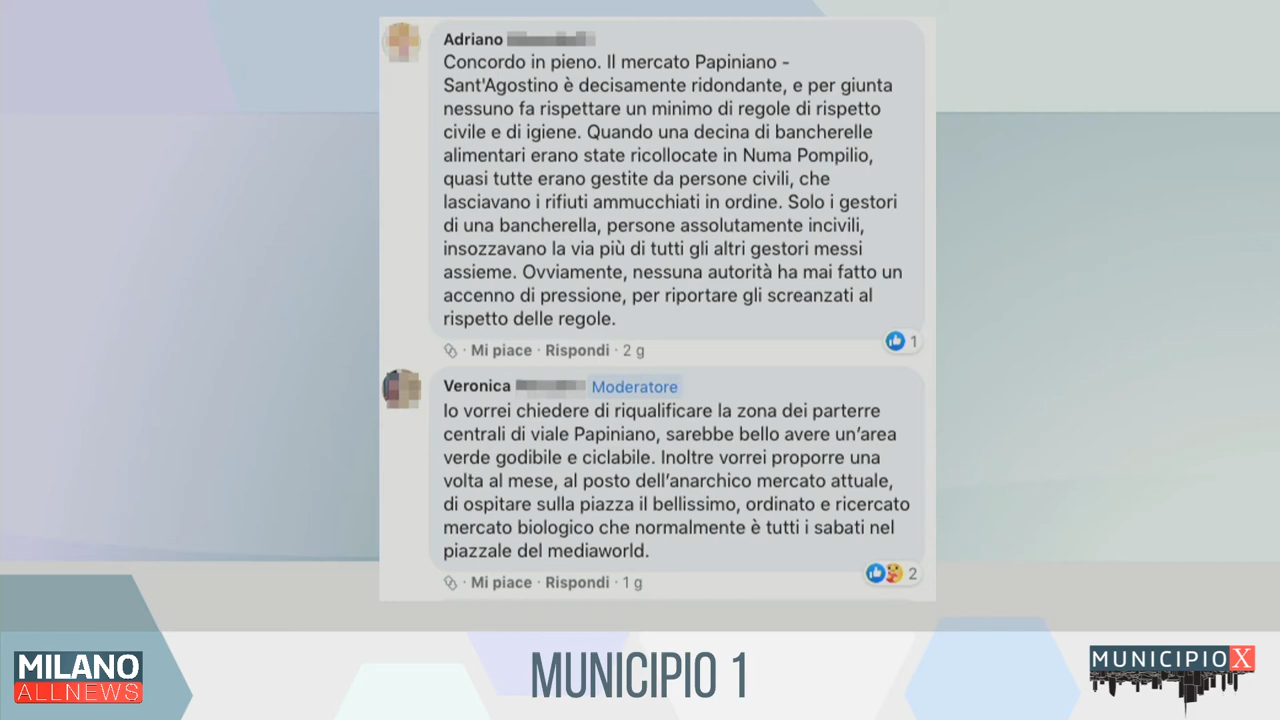 Adriano
Concordo in pieno. Il mercato Papiniano -
Sant'Agostino è decisamente ridondante, e per giunta
nessuno fa rispettare un minimo di regole di rispetto
civile e di igiene. Quando una decina di bancherelle
alimentari erano state ricollocate in Numa Pompilio,
quasi tutte erano gestite da persone civili, che
lasciavano i rifiuti ammucchiati in ordine. Solo i gestori
di una bancherella, persone assolutamente incivili,
insozzavano la via più di tutti gli altri gestori messi
assieme. Ovviamente, nessuna autorità ha mai fatto un
accenno di pressione, per riportare gli screanzati al
rispetto delle regole.
1
· Mi piace · Rispondi · 2 g
Veronica Moderatore
Io vorrei chiedere di riqualificare la zona dei parterre
centrali di viale Papiniano, sarebbe bello avere un'area
verde godibile e ciclabile. Inoltre vorrei proporre una
volta al mese, al posto dell'anarchico mercato attuale,
di ospitare sulla piazza il bellissimo, ordinato e ricercato
mercato biologico che normalmente è tutti i sabati nel
piazzale del mediaworld.
2
· Mi piace · Rispondi · 1 g
MILANO
ALLNEWS
MUNICIPIO 1
MUNICIPIO X